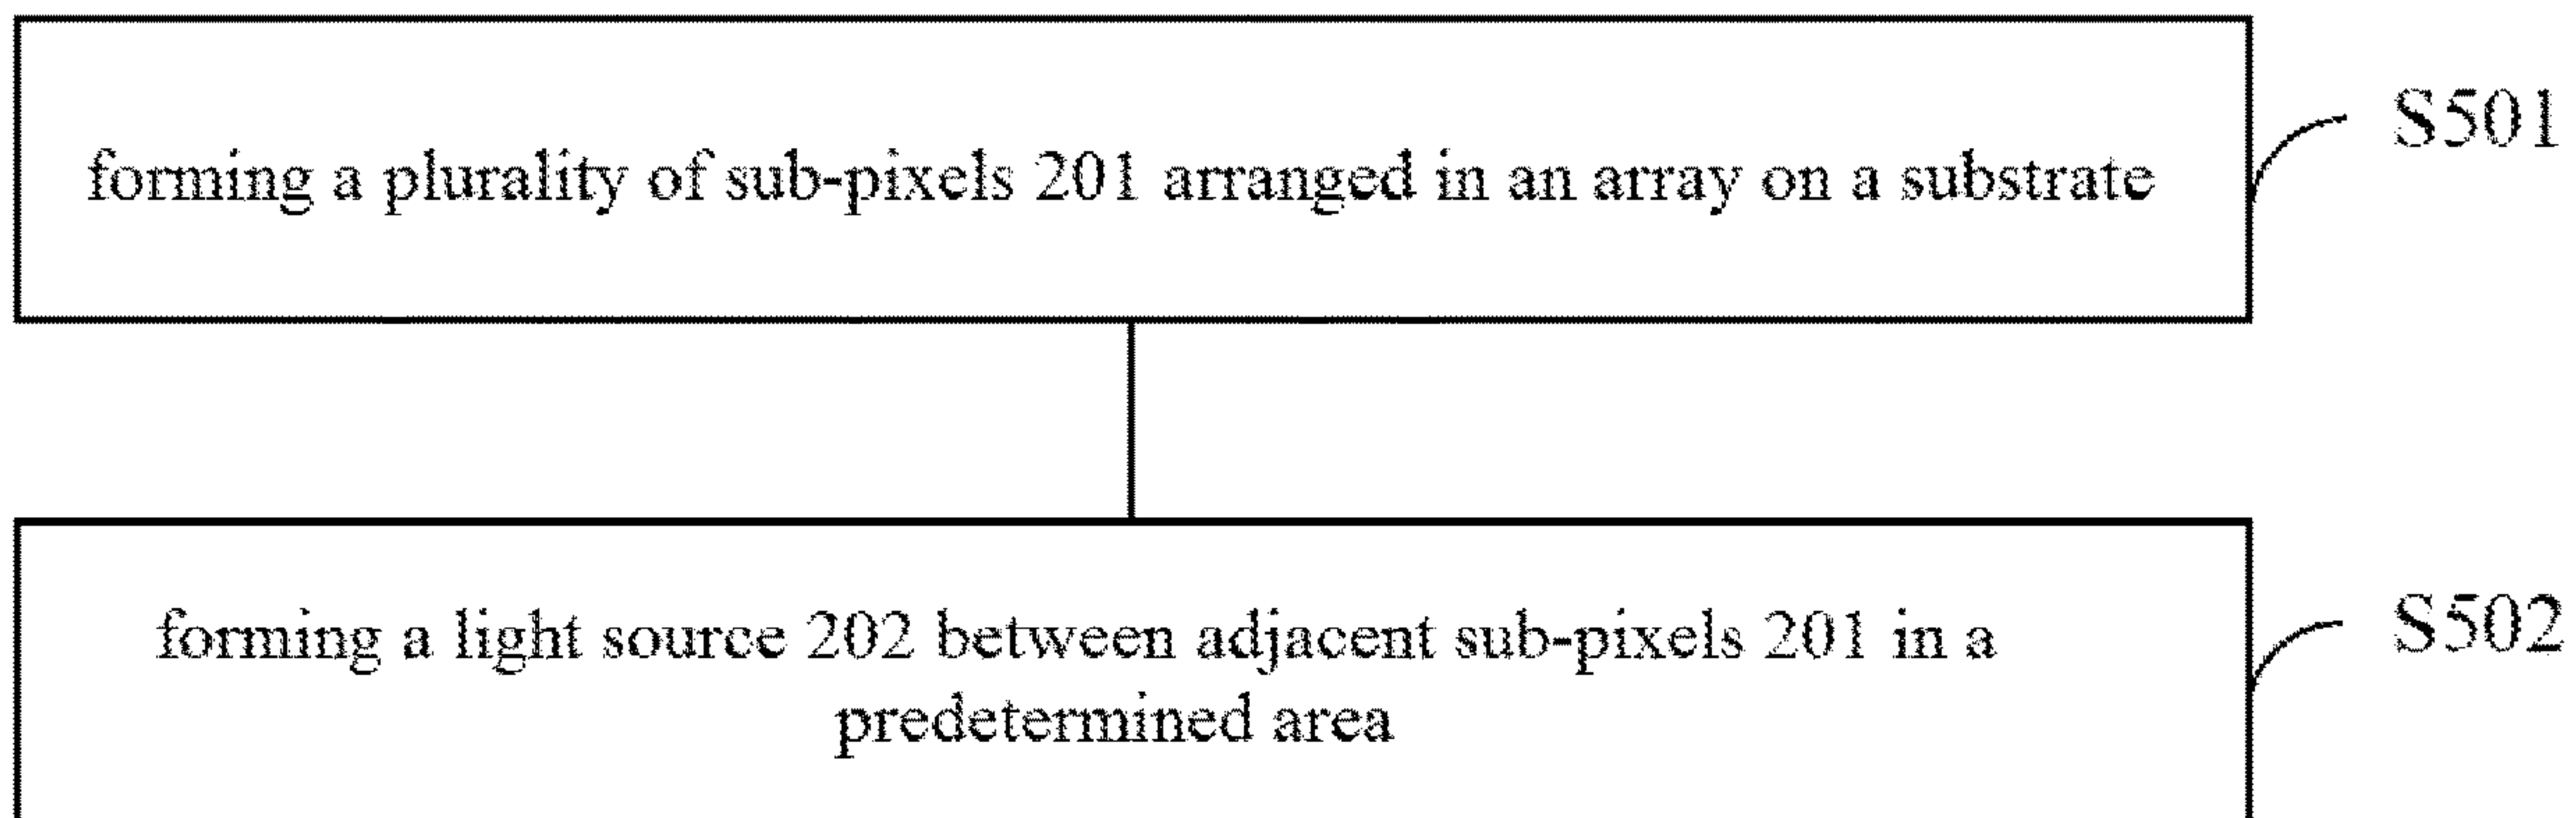 forming a plurality of sub-pixels 201 arranged in an array on a substrate
S501
forming a light source 202 between adjacent sub-pixels 201 in a
predetermined area
S502